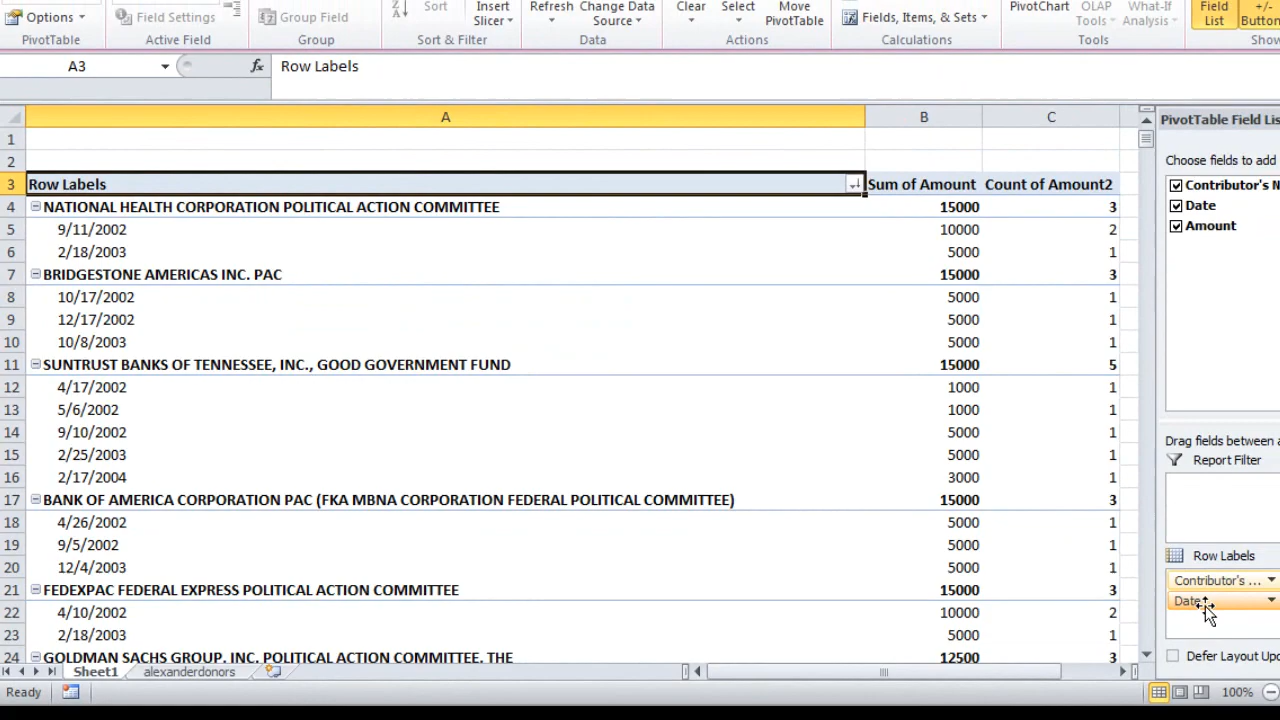 Options
Field Settings
Group Field
Sort
Insert
Slicer
Refresh
Change Data
Source
Clear
Select
Move
PivotTable
Fields, Items, & Sets
PivotChart
OLAP
Tools
What-If
Analysis
Field
List
+/-
Button
PivotTable
Active Field
Group
Sort & Filter
Data
Actions
Calculations
Tools
Show
A3
fx
Row Labels
A
B
C
PivotTable Field Lis
1
2
Choose fields to add
3 Row Labels Sum of Amount Count of Amount2
Contributor's N
4 NATIONAL HEALTH CORPORATION POLITICAL ACTION COMMITTEE 15000 3
Date
5 9/11/2002 10000 2
Amount
6 2/18/2003 5000 1
7 BRIDGESTONE AMERICAS INC. PAC 15000 3
8 10/17/2002 5000 1
9 12/17/2002 5000 1
10 10/8/2003 5000 1
11 SUNTRUST BANKS OF TENNESSEE, INC., GOOD GOVERNMENT FUND 15000 5
12 4/17/2002 1000 1
13 5/6/2002 1000 1
14 9/10/2002 5000 1
Drag fields between a
15 2/25/2003 5000 1
Report Filter
16 2/17/2004 3000 1
17 BANK OF AMERICA CORPORATION PAC (FKA MBNA CORPORATION FEDERAL POLITICAL COMMITTEE) 15000 3
18 4/26/2002 5000 1
19 9/5/2002 5000 1
Row Labels
20 12/4/2003 5000 1
Contributor's ...
21 FEDEXPAC FEDERAL EXPRESS POLITICAL ACTION COMMITTEE 15000 3
Date
22 4/10/2002 10000 2
23 2/18/2003 5000 1
24 GOLDMAN SACHS GROUP, INC. POLITICAL ACTION COMMITTEE, THE 12500 3
Defer Layout Upd
Sheet1
alexanderdonors
Ready
100%